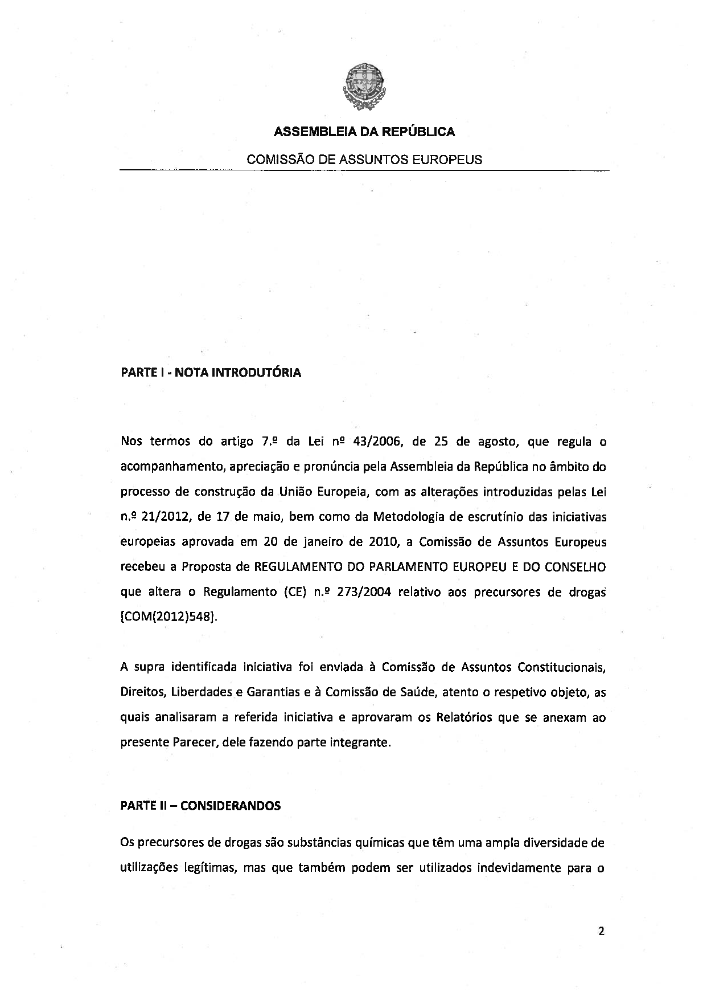 ASSEMBLEIA DA REPÚBLICA
COMISSÃO DE ASSUNTOS EUROPEUS
PARTE I - NOTA INTRODUTÓRIA
Nos termos do artigo 7.º da Lei nº 43/2006, de 25 de agosto, que regula o
acompanhamento, apreciação e pronúncia pela Assembleia da República no âmbito do
processo de construção da União Europeia, com as alterações introduzidas pelas Lei
n.º 21/2012, de 17 de maio, bem como da Metodologia de escrutínio das iniciativas
europeias aprovada em 20 de janeiro de 2010, a Comissão de Assuntos Europeus
recebeu a Proposta de REGULAMENTO DO PARLAMENTO EUROPEU E DO CONSELHO
que altera o Regulamento (CE) n.º 273/2004 relativo aos precursores de drogas
[COM(2012)548].
A supra identificada iniciativa foi enviada à Comissão de Assuntos Constitucionais,
Direitos, Liberdades e Garantias e à Comissão de Saúde, atento o respetivo objeto, as
quais analisaram a referida iniciativa e aprovaram os Relatórios que se anexam ao
presente Parecer, dele fazendo parte integrante.
PARTE II – CONSIDERANDOS
Os precursores de drogas são substâncias químicas que têm uma ampla diversidade de
utilizações legítimas, mas que também podem ser utilizados indevidamente para o
2